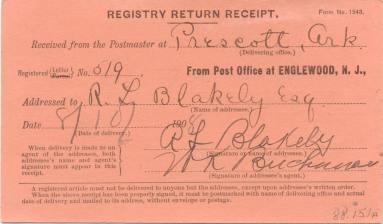 REGISTRY RETURN RECEIPT.
Form No. 1548.
Received from the Postmaster at Prescott, Ark.
(Delivering office.)
Registered {Letter Parcel} No. 519. From Post Office at ENGLEWOOD, N. J.,
Addressed to R. L. Blakely Esq.
(Name of addressee.)
Date 8/ 190
(Date of delivery.)
R L Blakely
(Signature or name of addressee.)
When delivery is made to an
agent of the addressee, both
addressee's name and agent's
signature must appear in this
receipt.
Buchanan
(Signature of addressee's agent.)
A registered article must not be delivered to anyone but the addressee, except upon addressee's written order.
When the above receipt has been properly signed, it must be postmarked with name of delivering office and actual
date of delivery and mailed to its address, without envelope or postage.